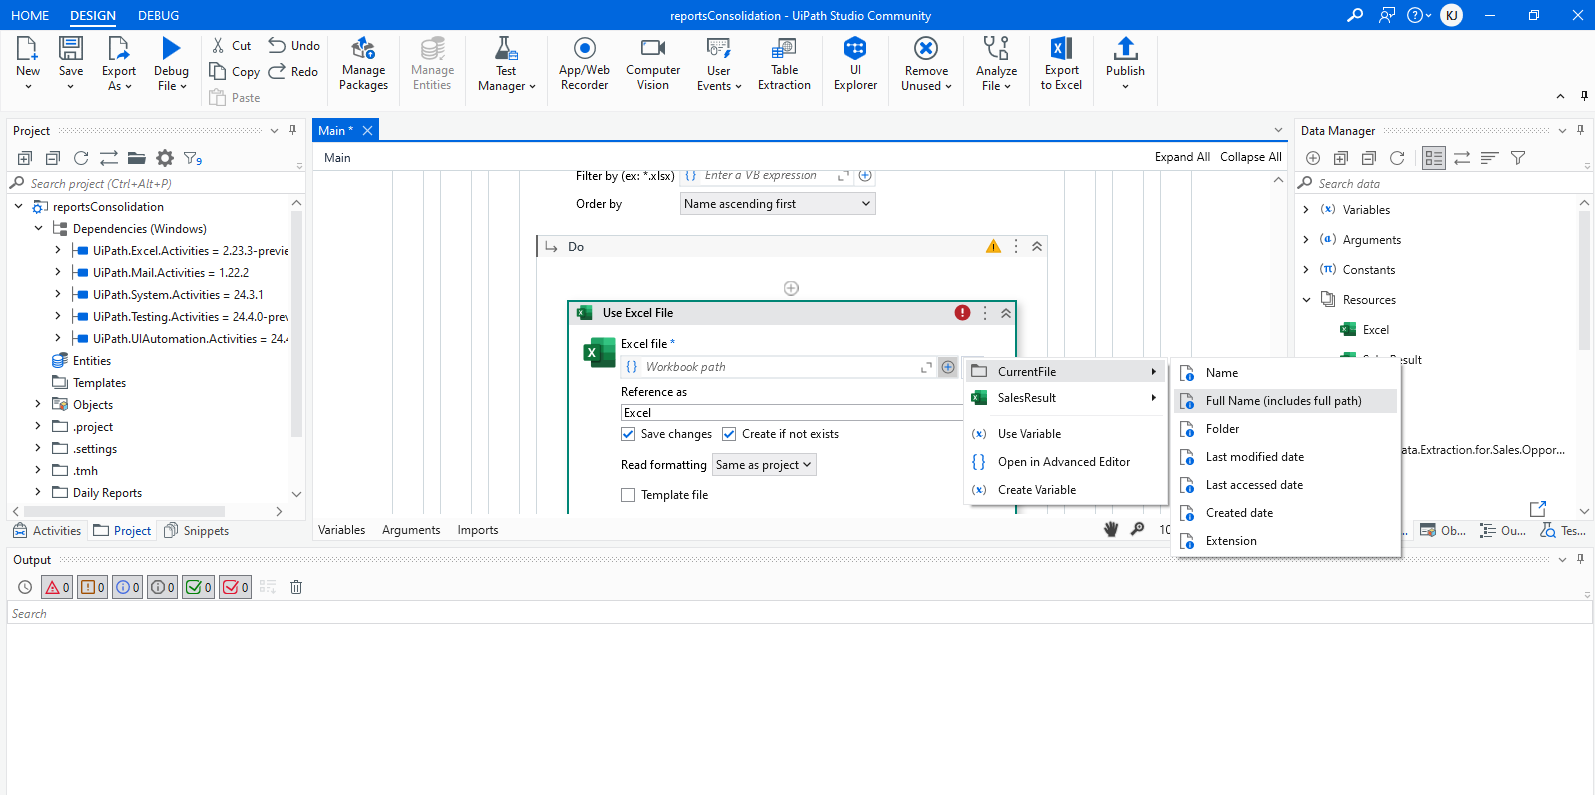 HOME DESIGN DEBUG
reportsConsolidation - UiPath Studio Community
KJ
New
Save
Export As
Debug File
Cut
Copy
Paste
Undo
Redo
Manage Packages
Manage Entities
Test Manager
App/Web Recorder
Computer Vision
User Events
Table Extraction
UI Explorer
Remove Unused
Analyze File
Export to Excel
Publish
Project
9
Search project (Ctrl+Alt+P)
reportsConsolidation
Dependencies (Windows)
UiPath.Excel.Activities = 2.23.3-previe
UiPath.Mail.Activities = 1.22.2
UiPath.System.Activities = 24.3.1
UiPath.Testing.Activities = 24.4.0-prev
UiPath.UIAutomation.Activities = 24.4
Entities
Templates
Objects
.project
.settings
.tmh
Daily Reports
Activities Project Snippets
Main *
Main
Expand All Collapse All
Filter by (ex: *.xlsx) Enter a VB expression
Order by Name ascending first
Do
Use Excel File
Excel file *
Workbook path
Reference as
Excel
Save changes Create if not exists
Read formatting Same as project
Template file
CurrentFile
SalesResult
Use Variable
Open in Advanced Editor
Create Variable
Name
Full Name (includes full path)
Folder
Last modified date
Last accessed date
Created date
Extension
Variables Arguments Imports
10
Data Manager
Search data
(x) Variables
(a) Arguments
(π) Constants
Resources
Excel
SalesResult
ata.Extraction.for.Sales.Oppor...
... Ob... Ou... Tes...
Output
0 0 0 0 0 0
Search